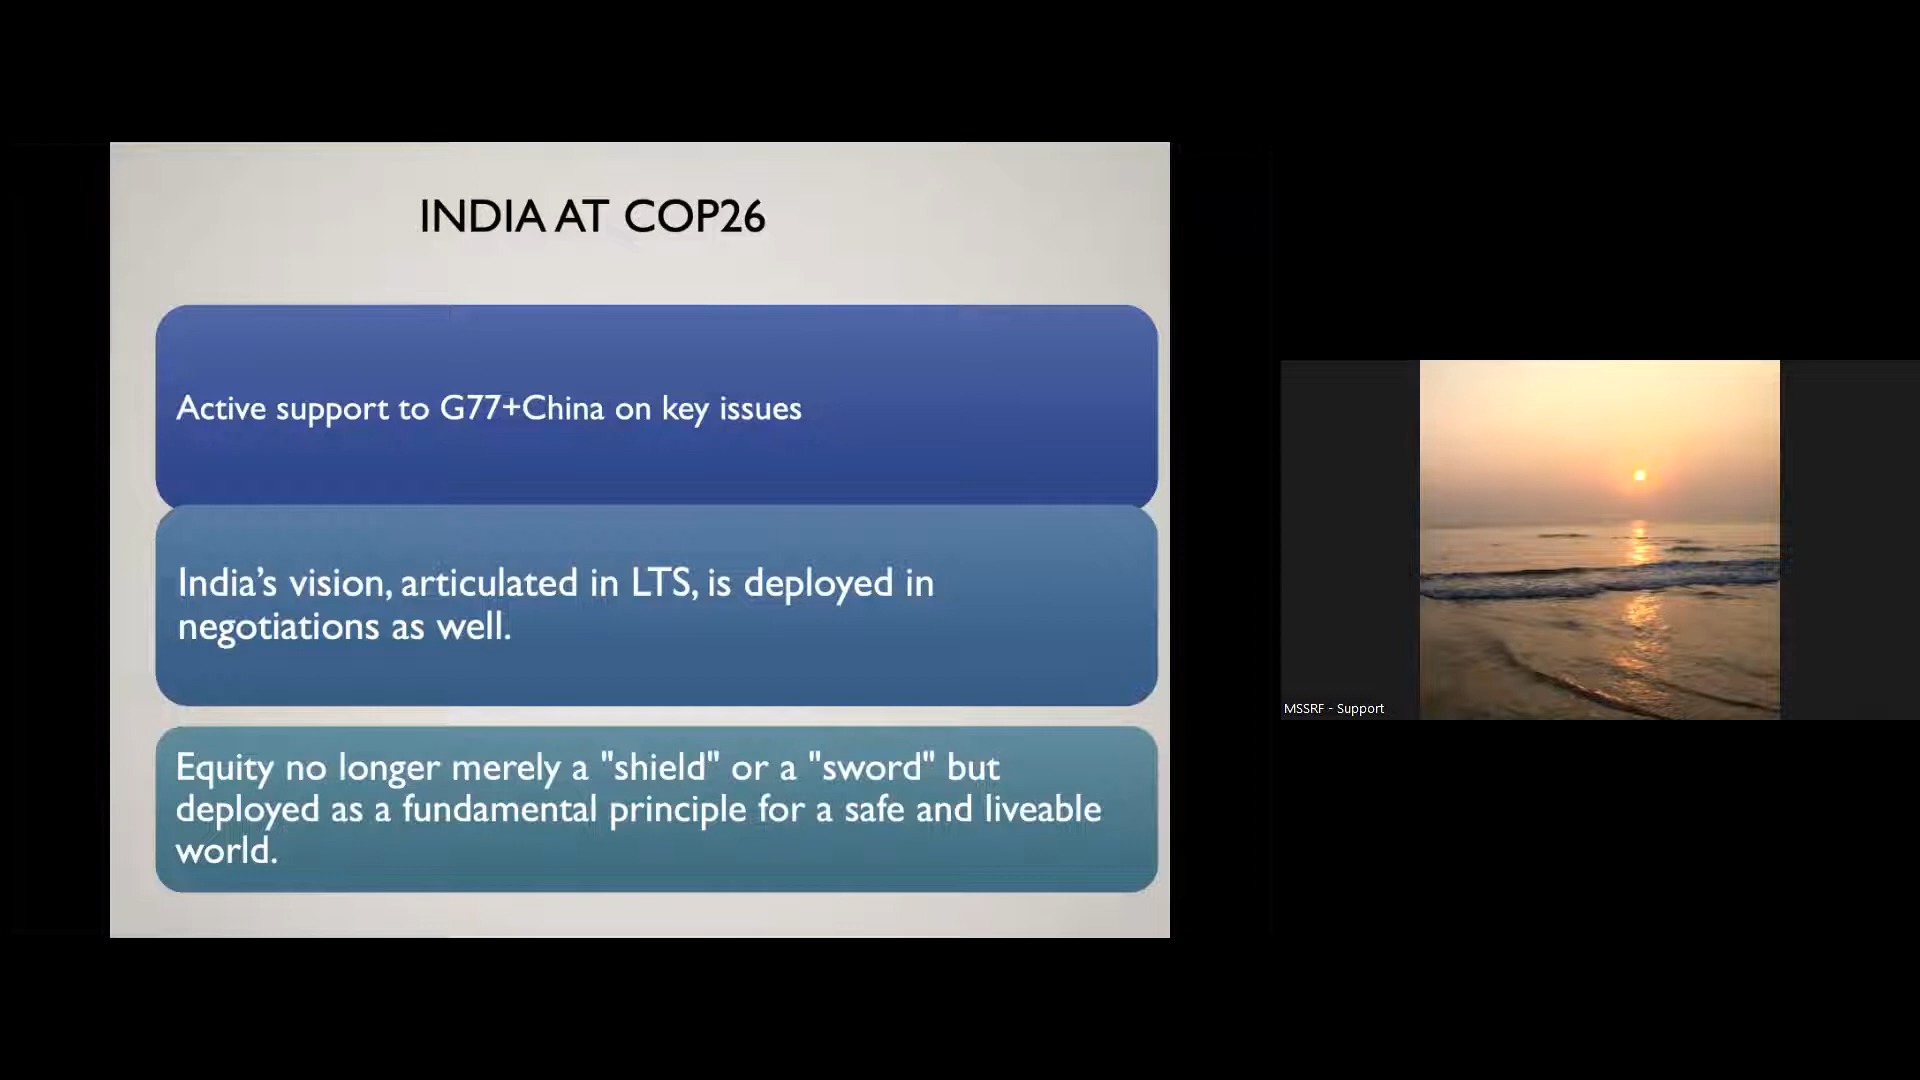 INDIA AT COP26
Active support to G77+China on key issues
India’s vision, articulated in LTS, is deployed in
negotiations as well.
Equity no longer merely a "shield" or a "sword" but
deployed as a fundamental principle for a safe and liveable
world.
MSSRF - Support